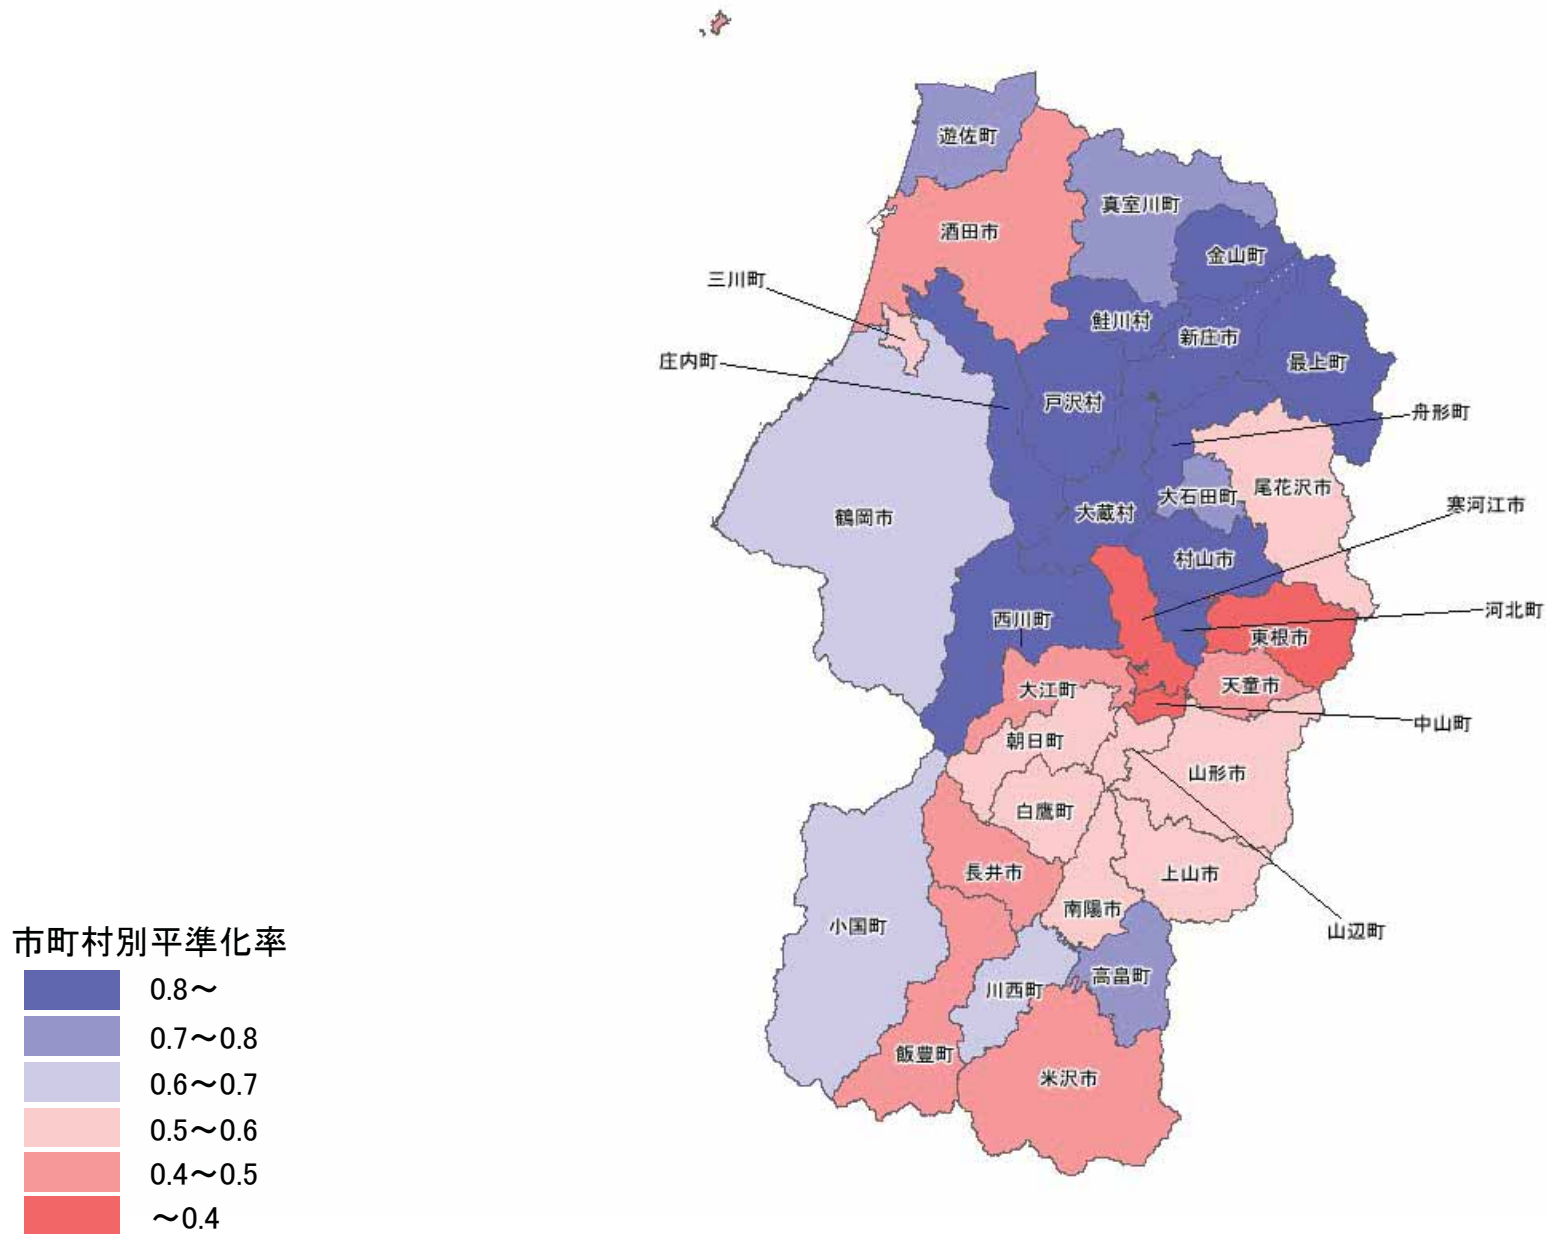 遊佐町
真室川町
酒田市
金山町
三川町
鮭川村
新庄市
庄内町
最上町
戸沢村
舟形町
尾花沢市
大石田町
寒河江市
大蔵村
鶴岡市
村山市
河北町
西川町
東根市
天童市
大江町
中山町
朝日町
山形市
白鷹町
長井市
上山市
南陽市
小国町
山辺町
高畠町
川西町
飯豊町
米沢市
市町村別平準化率
0.8～
0.7～0.8
0.6～0.7
0.5～0.6
0.4～0.5
～0.4